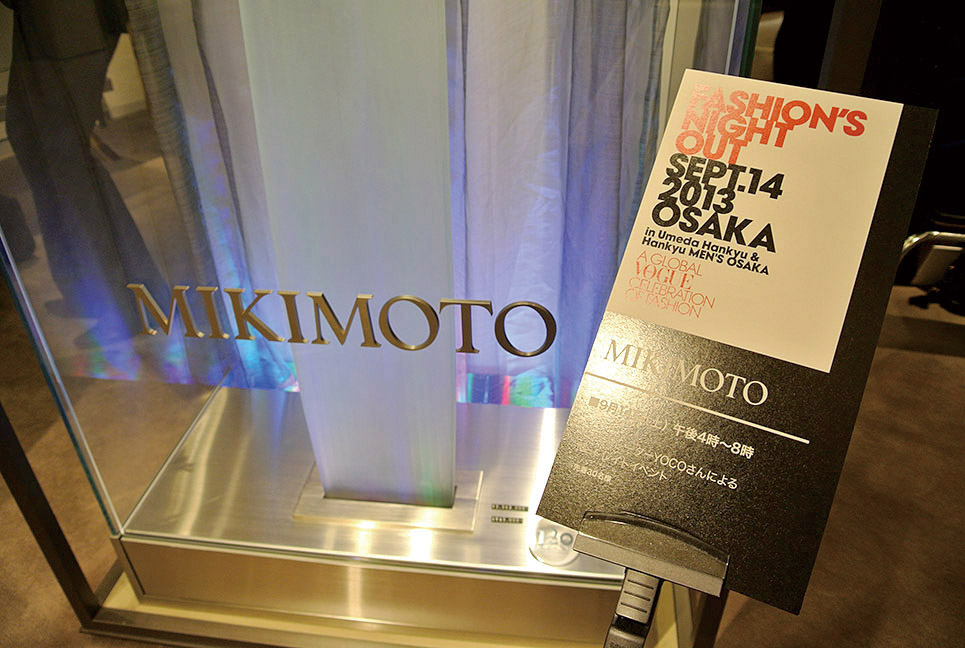 MIKIMOTO
FASHION'S
NIGHT
OUT
SEPT.14
2013
OSAKA
in Umeda Hankyu &
Hankyu MEN'S OSAKA
A GLOBAL
VOGUE
CELEBRATION
OF FASHION
MIKIMOTO
■9月 午後4時~8時
YOCOさんによる
イベント